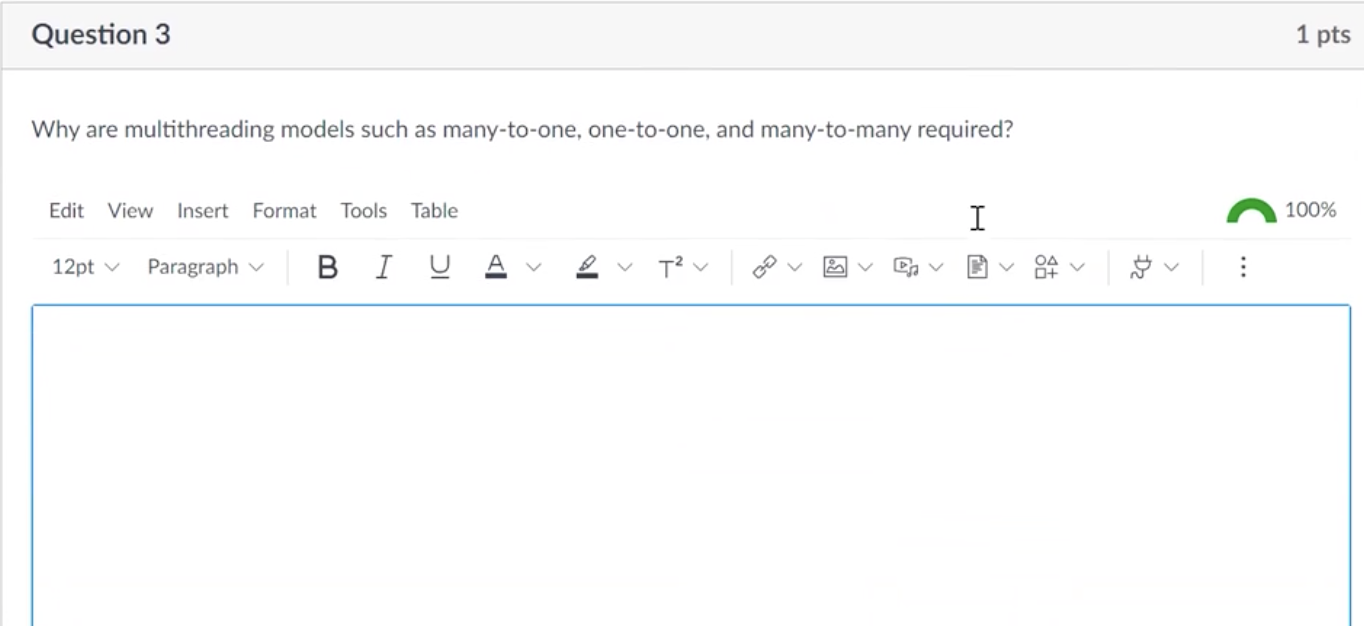 Question 3 1 pts
Why are multithreading models such as many-to-one, one-to-one, and many-to-many required?
Edit View Insert Format Tools Table 100%
12pt Paragraph B I U A T²